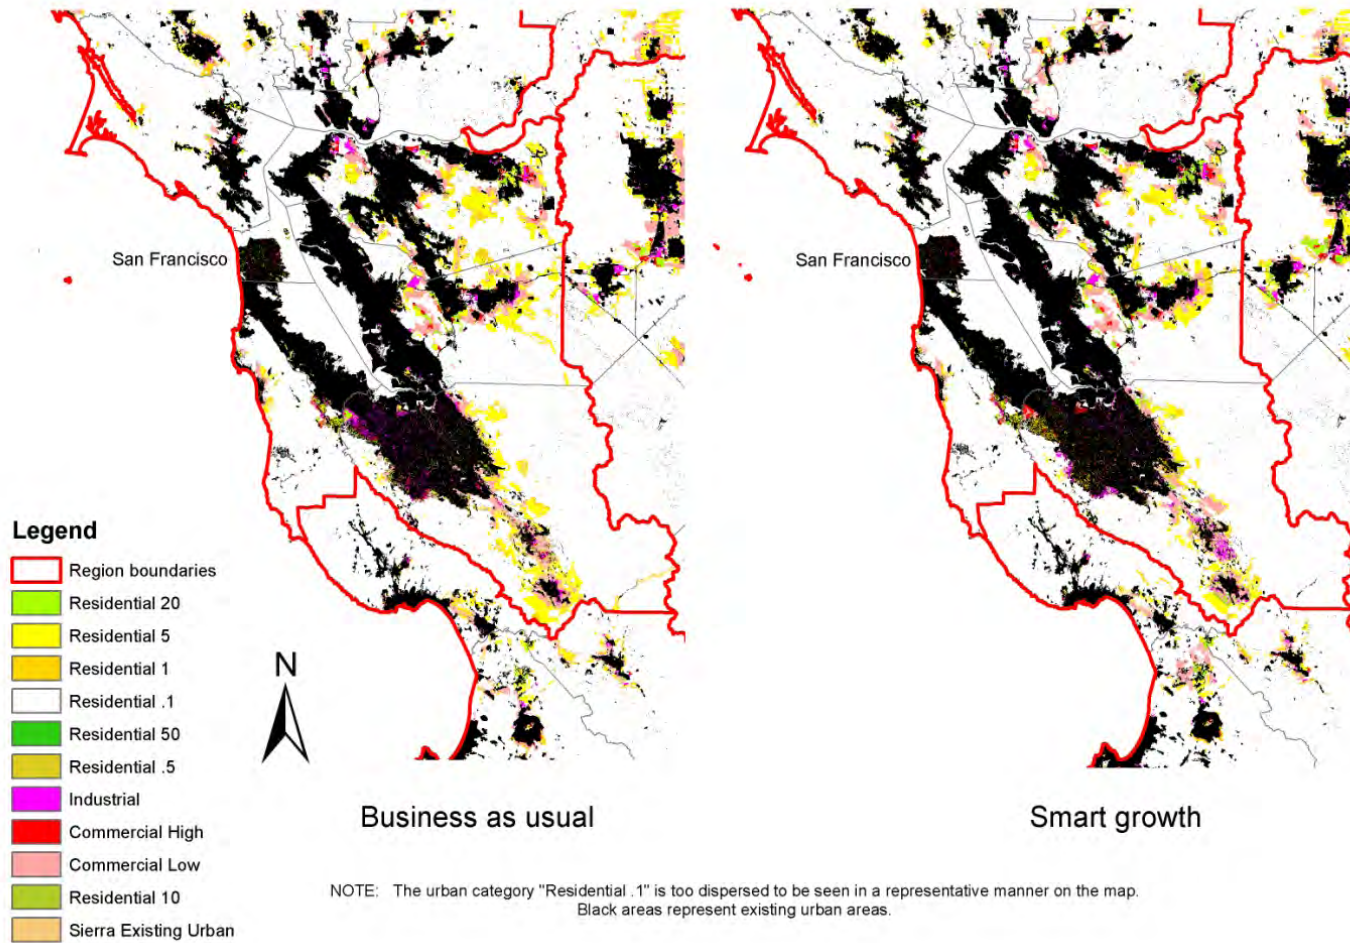 San Francisco
San Francisco
Legend
Region boundaries
Residential 20
Residential 5
Residential 1
Residential .1
Residential 50
Residential .5
Industrial
Commercial High
Commercial Low
Residential 10
Sierra Existing Urban
N
Business as usual
Smart growth
NOTE: The urban category "Residential .1" is too dispersed to be seen in a representative manner on the map.
Black areas represent existing urban areas.